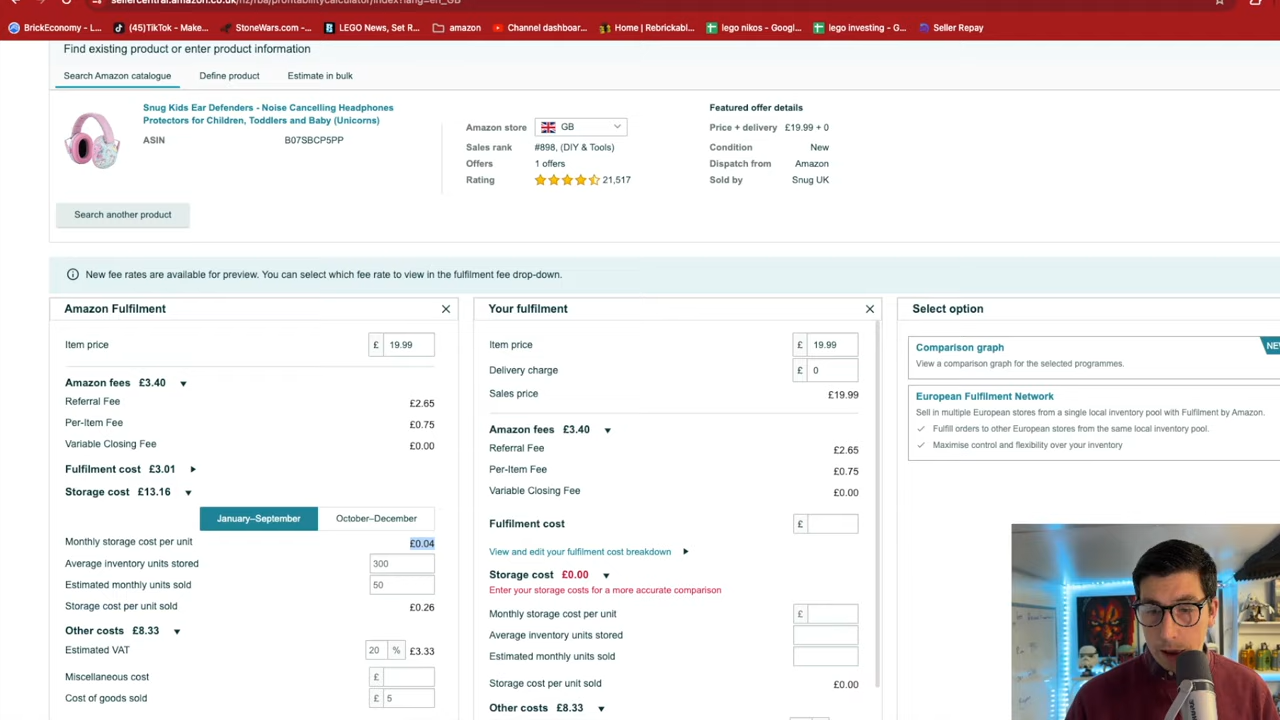 sellercentral.amazon.co.uk/hz/fba/profitabilitycalculator/index?lang=en_GB
BrickEconomy - L...
(45)TikTok - Make...
StoneWars.com -...
LEGO News, Set R...
amazon
Channel dashboar...
Home | Rebrickabl...
lego nikos - Googl...
lego investing - G...
Seller Repay
Find existing product or enter product information
Search Amazon catalogue
Define product
Estimate in bulk
Snug Kids Ear Defenders - Noise Cancelling Headphones
Protectors for Children, Toddlers and Baby (Unicorns)
ASIN B07SBCP5PP
Amazon store GB
Sales rank #898, (DIY & Tools)
Offers 1 offers
Rating 21,517
Featured offer details
Price + delivery £19.99 + 0
Condition New
Dispatch from Amazon
Sold by Snug UK
Search another product
New fee rates are available for preview. You can select which fee rate to view in the fulfilment fee drop-down.
Amazon Fulfilment
Item price £ 19.99
Amazon fees £3.40
Referral Fee £2.65
Per-Item Fee £0.75
Variable Closing Fee £0.00
Fulfilment cost £3.01
Storage cost £13.16
January–September October–December
Monthly storage cost per unit £0.04
Average inventory units stored 300
Estimated monthly units sold 50
Storage cost per unit sold £0.26
Other costs £8.33
Estimated VAT 20 % £3.33
Miscellaneous cost £
Cost of goods sold £ 5
Your fulfilment
Item price £ 19.99
Delivery charge £ 0
Sales price £19.99
Amazon fees £3.40
Referral Fee £2.65
Per-Item Fee £0.75
Variable Closing Fee £0.00
Fulfilment cost £
View and edit your fulfilment cost breakdown
Storage cost £0.00
Enter your storage costs for a more accurate comparison
Monthly storage cost per unit £
Average inventory units stored
Estimated monthly units sold
Storage cost per unit sold £0.00
Other costs £8.33
Select option
Comparison graph
NEW
View a comparison graph for the selected programmes.
European Fulfilment Network
Sell in multiple European stores from a single local inventory pool with Fulfilment by Amazon.
Fulfill orders to other European stores from the same local inventory pool.
Maximise control and flexibility over your inventory